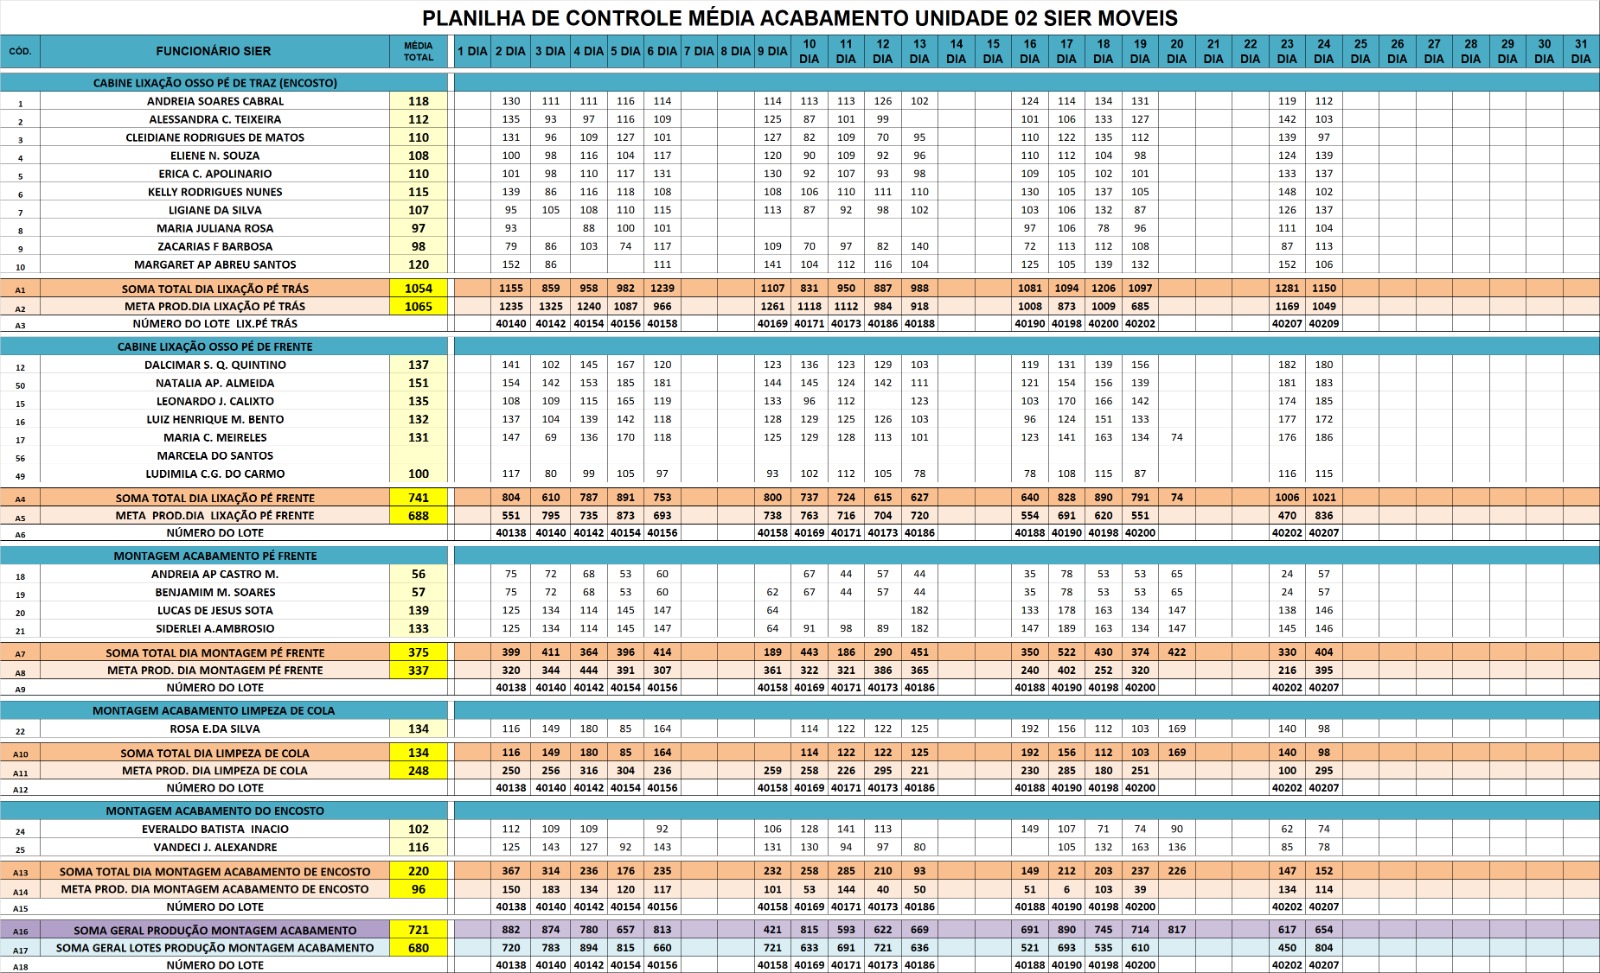 PLANILHA DE CONTROLE MÉDIA ACABAMENTO UNIDADE 02 SIER MOVEIS
CÓD. FUNCIONÁRIO SIER MÉDIA TOTAL 1 DIA 2 DIA 3 DIA 4 DIA 5 DIA 6 DIA 7 DIA 8 DIA 9 DIA 10 DIA 11 DIA 12 DIA 13 DIA 14 DIA 15 DIA 16 DIA 17 DIA 18 DIA 19 DIA 20 DIA 21 DIA 22 DIA 23 DIA 24 DIA 25 DIA 26 DIA 27 DIA 28 DIA 29 DIA 30 DIA 31 DIA
CABINE LIXAÇÃO OSSO PÉ DE TRAZ (ENCOSTO)
1 ANDREIA SOARES CABRAL 118 130 111 111 116 114 114 113 113 126 102 124 114 134 131 119 112
2 ALESSANDRA C. TEIXEIRA 112 135 93 97 116 109 125 87 101 99 101 106 133 127 142 103
3 CLEIDIANE RODRIGUES DE MATOS 110 131 96 109 127 101 127 82 109 70 95 110 122 135 112 139 97
4 ELIENE N. SOUZA 108 100 98 116 104 117 120 90 109 92 96 110 112 104 98 124 139
5 ERICA C. APOLINARIO 110 101 98 110 117 131 130 92 107 93 98 109 105 102 101 133 137
6 KELLY RODRIGUES NUNES 115 139 86 116 118 108 108 106 110 111 110 130 105 137 105 148 102
7 LIGIANE DA SILVA 107 95 105 108 110 115 113 87 92 98 102 103 106 132 87 126 137
8 MARIA JULIANA ROSA 97 93 88 100 101 97 106 78 96 111 104
9 ZACARIAS F BARBOSA 98 79 86 103 74 117 109 70 97 82 140 72 113 112 108 87 113
10 MARGARET AP ABREU SANTOS 120 152 86 111 141 104 112 116 104 125 105 139 132 152 106
A1 SOMA TOTAL DIA LIXAÇÃO PÉ TRÁS 1054 1155 859 958 982 1239 1107 831 950 887 988 1081 1094 1206 1097 1281 1150
A2 META PROD.DIA LIXAÇÃO PÉ TRÁS 1065 1235 1325 1240 1087 966 1261 1118 1112 984 918 1008 873 1009 685 1169 1049
A3 NÚMERO DO LOTE LIX.PÉ TRÁS 40140 40142 40154 40156 40158 40169 40171 40173 40186 40188 40190 40198 40200 40202 40207 40209
CABINE LIXAÇÃO OSSO PÉ DE FRENTE
12 DALCIMAR S. Q. QUINTINO 137 141 102 145 167 120 123 136 123 129 103 119 131 139 156 182 180
50 NATALIA AP. ALMEIDA 151 154 142 153 185 181 144 145 124 142 111 121 154 156 139 181 183
15 LEONARDO J. CALIXTO 135 108 109 115 165 119 133 96 112 123 103 170 166 142 174 185
16 LUIZ HENRIQUE M. BENTO 132 137 104 139 142 118 128 129 125 126 103 96 124 151 133 177 172
17 MARIA C. MEIRELES 131 147 69 136 170 118 125 129 128 113 101 123 141 163 134 74 176 186
56 MARCELA DO SANTOS
49 LUDIMILA C.G. DO CARMO 100 117 80 99 105 97 93 102 112 105 78 78 108 115 87 116 115
A4 SOMA TOTAL DIA LIXAÇÃO PÉ FRENTE 741 804 610 787 891 753 800 737 724 615 627 640 828 890 791 74 1006 1021
A5 META PROD.DIA LIXAÇÃO PÉ FRENTE 688 551 795 735 873 693 738 763 716 704 720 554 691 620 551 470 836
A6 NÚMERO DO LOTE 40138 40140 40142 40154 40156 40158 40169 40171 40173 40186 40188 40190 40198 40200 40202 40207
MONTAGEM ACABAMENTO PÉ FRENTE
18 ANDREIA AP CASTRO M. 56 75 72 68 53 60 67 44 57 44 35 78 53 53 65 24 57
19 BENJAMIM M. SOARES 57 75 72 68 53 60 62 67 44 57 44 35 78 53 53 65 24 57
20 LUCAS DE JESUS SOTA 139 125 134 114 145 147 64 182 133 178 163 134 147 138 146
21 SIDERLEI A.AMBROSIO 133 125 134 114 145 147 64 91 98 89 182 147 189 163 134 147 145 146
A7 SOMA TOTAL DIA MONTAGEM PÉ FRENTE 375 399 411 364 396 414 189 443 186 290 451 350 522 430 374 422 330 404
A8 META PROD. DIA MONTAGEM PÉ FRENTE 337 320 344 444 391 307 361 322 321 386 365 240 402 252 320 216 395
A9 NÚMERO DO LOTE 40138 40140 40142 40154 40156 40158 40169 40171 40173 40186 40188 40190 40198 40200 40202 40207
MONTAGEM ACABAMENTO LIMPEZA DE COLA
22 ROSA E.DA SILVA 134 116 149 180 85 164 114 122 122 125 192 156 112 103 169 140 98
A10 SOMA TOTAL DIA LIMPEZA DE COLA 134 116 149 180 85 164 114 122 122 125 192 156 112 103 169 140 98
A11 META PROD. DIA LIMPEZA DE COLA 248 250 256 316 304 236 259 258 226 295 221 230 285 180 251 100 295
A12 NÚMERO DO LOTE 40138 40140 40142 40154 40156 40158 40169 40171 40173 40186 40188 40190 40198 40200 40202 40207
MONTAGEM ACABAMENTO DO ENCOSTO
24 EVERALDO BATISTA INACIO 102 112 109 109 92 106 128 141 113 149 107 71 74 90 62 74
25 VANDECI J. ALEXANDRE 116 125 143 127 92 143 131 130 94 97 80 105 132 163 136 85 78
A13 SOMA TOTAL DIA MONTAGEM ACABAMENTO DE ENCOSTO 220 367 314 236 176 235 232 258 285 210 93 149 212 203 237 226 147 152
A14 META PROD. DIA MONTAGEM ACABAMENTO DE ENCOSTO 96 150 183 134 120 117 101 53 144 40 50 51 6 103 39 134 114
A15 NÚMERO DO LOTE 40138 40140 40142 40154 40156 40158 40169 40171 40173 40186 40188 40190 40198 40200 40202 40207
A16 SOMA GERAL PRODUÇÃO MONTAGEM ACABAMENTO 721 882 874 780 657 813 421 815 593 622 669 691 890 745 714 817 617 654
A17 SOMA GERAL LOTES PRODUÇÃO MONTAGEM ACABAMENTO 680 720 783 894 815 660 721 633 691 721 636 521 693 535 610 450 804
A18 NÚMERO DO LOTE 40138 40140 40142 40154 40156 40158 40169 40171 40173 40186 40188 40190 40198 40200 40202 40207